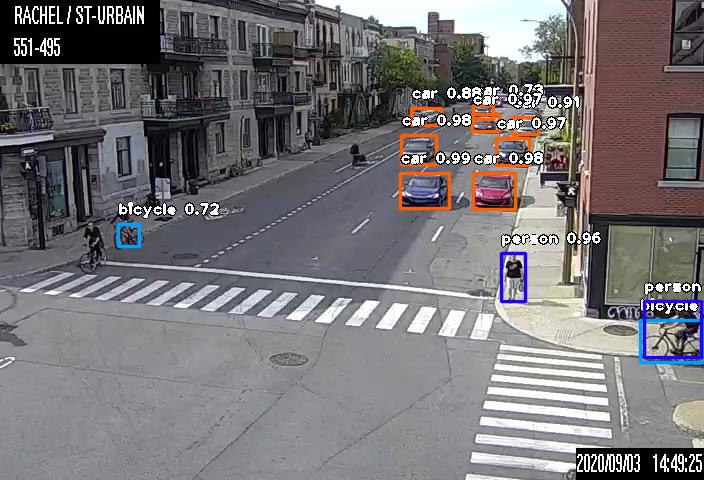 RACHEL / ST-URBAIN
551-495
car 0.88
car 0.73
car 0.97
0.91
car 0.98
car 0.97
car 0.99
car 0.98
bicycle 0.72
person 0.96
person
bicycle
2020/09/03 14:49:25